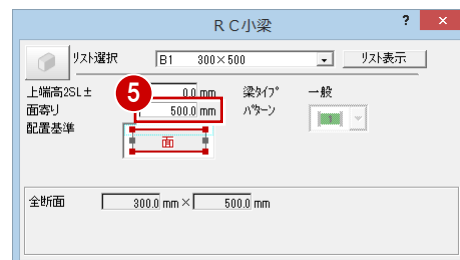 ＲＣ小梁 ? ×
リスト選択 B1 300×500 リスト表示
上端高2SL± 0.0 mm 梁ﾀｲﾌﾟ 一般
5
面寄り 500.0 mm ﾊﾟﾀｰﾝ 1
配置基準 面
全断面 300.0 mm × 500.0 mm